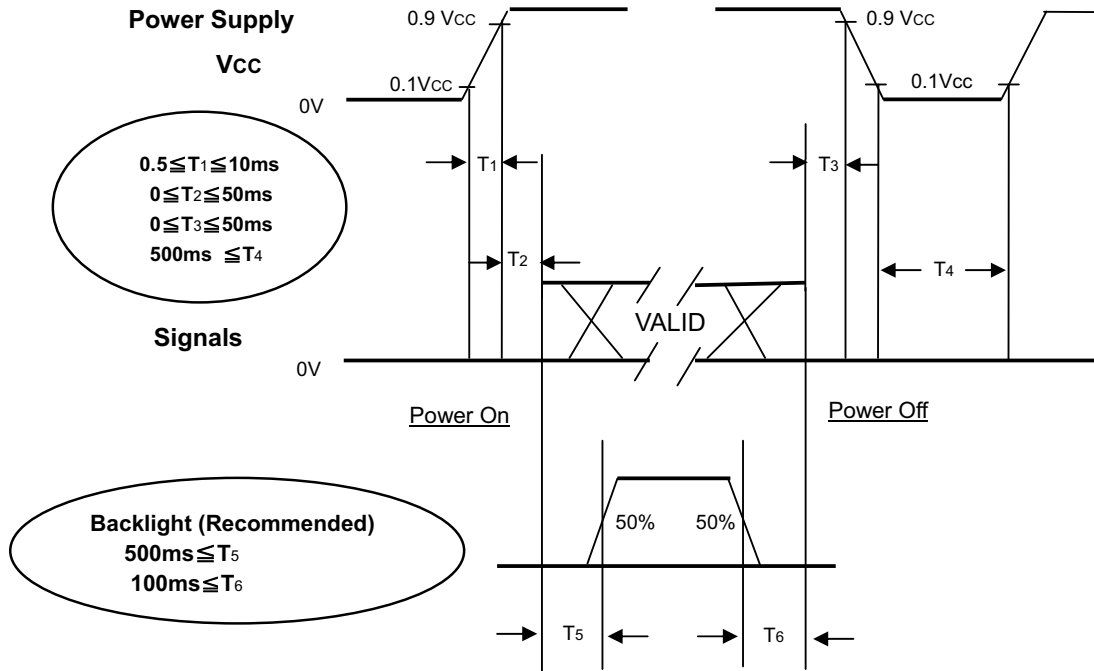 Power Supply
VCC
0.9 VCC
0.1VCC
0V
0.9 VCC
0.1Vcc
0.5≦T1≦10ms
0≦T2≦50ms
0≦T3≦50ms
500ms ≦T4
T1
T2
T3
T4
Signals
VALID
0V
Power On
Power Off
Backlight (Recommended)
500ms≦T5
100ms≦T6
50%
50%
T5
T6